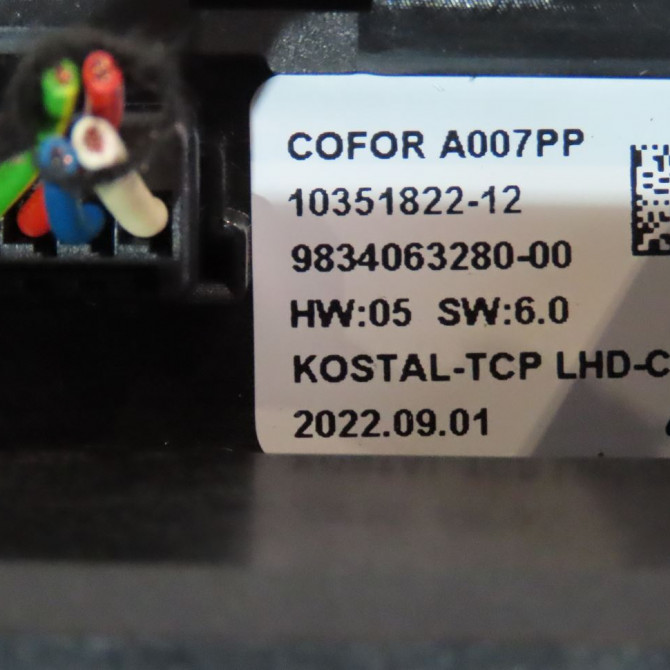 COFOR A007PP
10351822-12
9834063280-00
HW:05 SW:6.0
KOSTAL-TCP LHD-C
2022.09.01